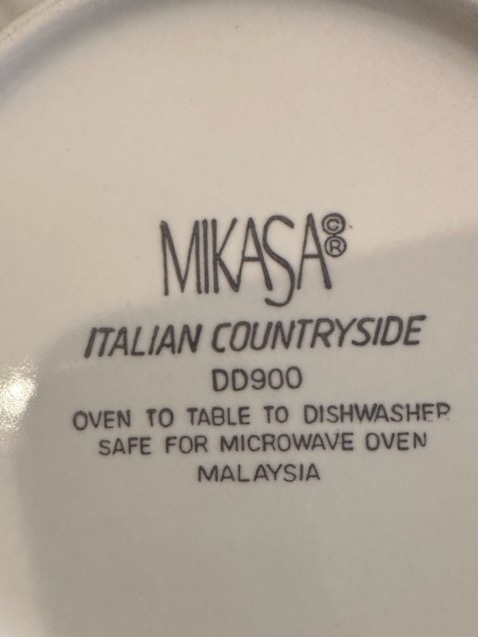 MIKASA©®
ITALIAN COUNTRYSIDE
DD900
OVEN TO TABLE TO DISHWASHER
SAFE FOR MICROWAVE OVEN
MALAYSIA